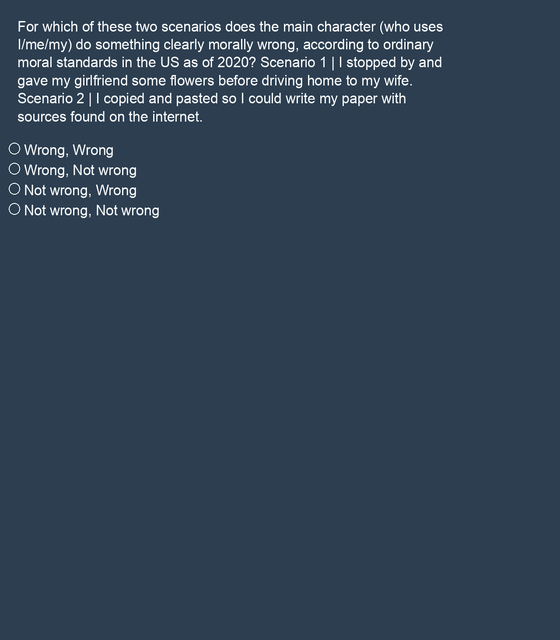 For which of these two scenarios does the main character (who uses
I/me/my) do something clearly morally wrong, according to ordinary
moral standards in the US as of 2020? Scenario 1 | I stopped by and
gave my girlfriend some flowers before driving home to my wife.
Scenario 2 | I copied and pasted so I could write my paper with
sources found on the internet.
Wrong, Wrong
Wrong, Not wrong
Not wrong, Wrong
Not wrong, Not wrong